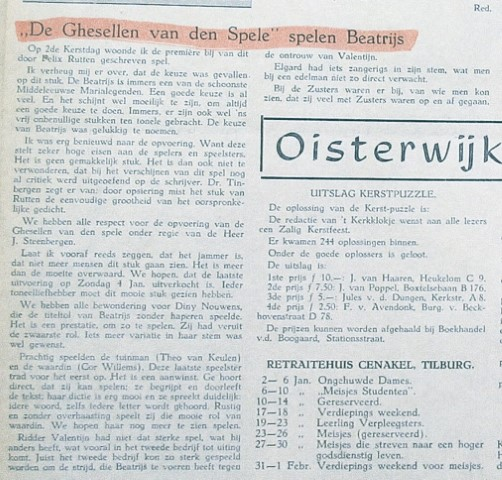 Red.
„De Ghesellen van den Spele" spelen Beatrijs
Op 2de Kerstdag woonde ik de première bij van dit
door Felix Rutten geschreven spel.
Ik verheug mij er over, dat de keuze was gevallen
op dit stuk. De Beatrijs is immers een van de schoonste
Middeleeuwse Marialegenden. Een goede keuze is al
veel. En het schijnt wel moeilijk te zijn, om altijd
een goede keuze te doen. Immers, er zijn ook wel 'ns
vrij onbenullige stukken ten tonele gebracht. De keuze
van Beatrijs was gelukkig te noemen.
Ik was erg benieuwd naar de opvoering. Want deze
stelt zeker hoge eisen aan de spelers en speelsters.
Het is geen gemakkelijk stuk. Het is dan ook niet te
verwonderen, dat bij het verschijnen van dit spel nog
al critiek werd uitgeoefend op de schrijver. Dr. Tin-
bergen zegt er van: door opsiering mist het stuk van
Rutten de eenvoudige grootheid van het oorspronke-
lijke gedicht.
We hebben alle respect voor de opvoering van de
Ghesellen van den spele onder regie van de Heer
J. Steenbergen.
Laat ik vooraf reeds zeggen, dat het jammer is,
dat niet meer mensen dit stuk gaan zien. Het is meer
dan de moeite overwaard. We hopen, dat de laatste
uitvoering op Zondag 4 Jan. uitverkocht is. Ieder
toneelliefhebber moet dit mooie stuk gezien hebben.
We hebben alle bewondering voor Diny Nouwens,
die de titelrol van Beatrijs zonder haperen speelde.
Het is een prestatie, om zo te spelen. Zij had veruit
de zwaarste rol. Iets meer variatie in haar stem was
wel gewenst.
Prachtig speelden de tuinman (Theo van Keulen)
en de waardin (Cor Willems). Deze laatste speelster
trad voor het eerst op. Het is een aanwinst. Ge hoort
direct, dat zij kan spelen; ze begrijpt en doorleeft
de tekst; haar dictie is erg mooi en ze spreekt duidelijk;
idere woord, zelfs iedere letter wordt gehoord. Rustig
en zonder overhaasting speelt zij die mooie rol van
waardin. We hopen haar nog meer te zien spelen.
Ridder Valentijn had niet dat sterke spel, wat hij
anders heeft, wat vooral in het tweede bedrijf tot uiting
komt. Juist het tweede bedrijf kon zo sterk gespeeld
worden om de strijd, die Beatrijs te voeren heeft tegen
de ontrouw van Valentijn.
Elgard had iets zangerigs in zijn stem, wat men
bij een edelman niet zo direct verwacht.
Bij de Zusters waren er bij, van wie men kon
zien, dat zij veel met Zusters waren op en af gegaan.
Oisterwijk
UITSLAG KERSTPUZZLE.
De oplossing van de Kerst-puzzle is:
De redactie van 't Kerkklokje wenst aan alle lezers
een Zalig Kerstfeest.
Er kwamen 244 oplossingen binnen.
Onder de goede oplossers is geloot.
De uitslag is:
1ste prijs f 10.—: J. van Haaren, Heukelom C 9.
2de prijs f 7.50: J. van Poppel, Boxtelsebaan B 176.
3de prijs f 5.—: Jules v. d. Dungen, Kerkstr. A 8.
4de prijs f 2.50: F. v. Avendonk, Burg. v. Beck-
hovenstraat D 78.
De prijzen kunnen worden afgehaald bij Boekhandel
v. d. Boogaard, Stationsstraat.
RETRAITEHUIS CENAKEL, TILBURG.
2— 6 Jan. Ongehuwde Dames.
6—10 „ „Meisjes Studenten".
10—14 „ Gereserveerd.
17—18 „ Verdiepings weekend.
19—23 „ Leerling Verpleegsters.
23—26 „ Meisjes (gereserveerd).
27—30 „ Meisjes die streven naar een hoger
godsdienstig leven.
31—1 Febr. Verdiepings weekend voor meisjes.